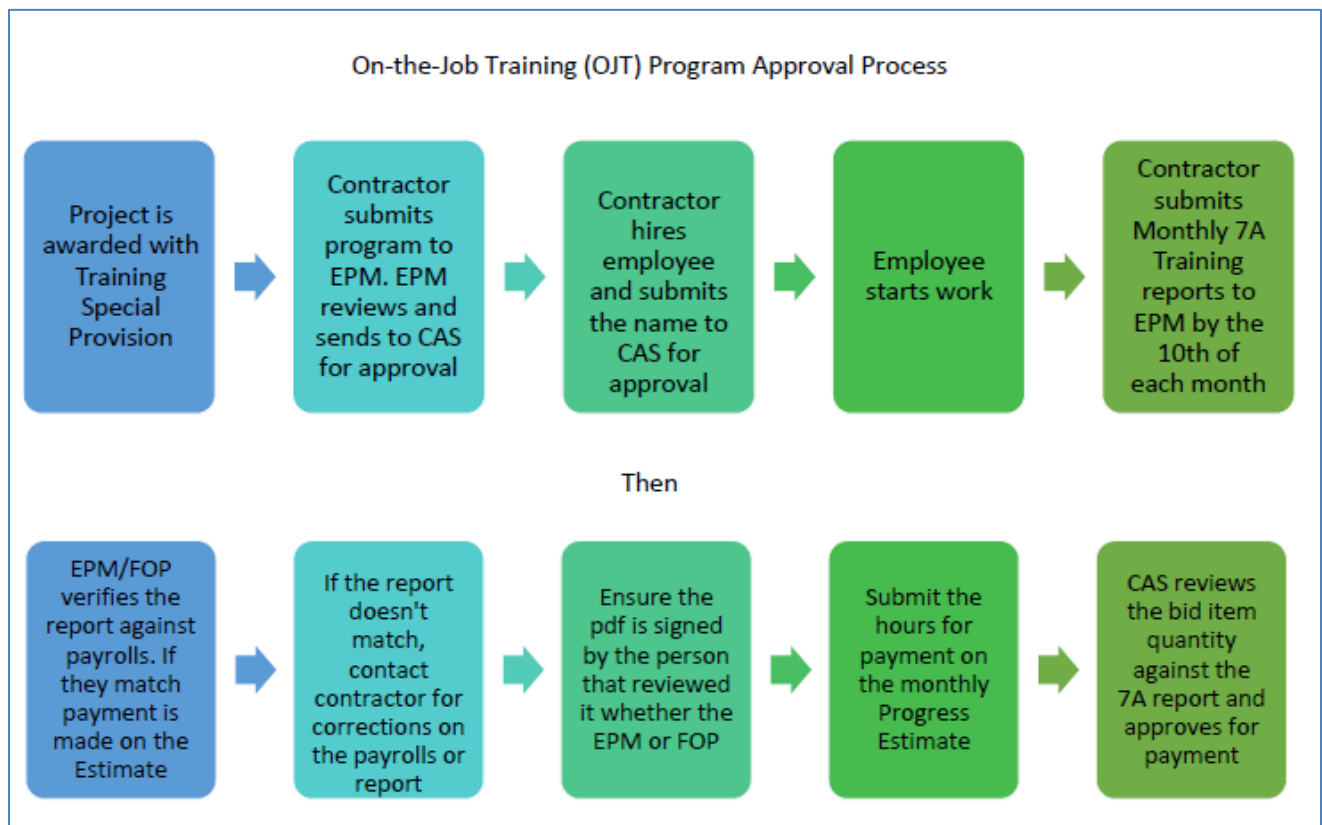 On-the-Job Training (OJT) Program Approval Process
Project is
awarded with
Training
Special
Provision
Contractor
submits
program to
EPM. EPM
reviews and
sends to CAS
for approval
Contractor
hires
employee
and submits
the name to
CAS for
approval
Employee
starts work
Contractor
submits
Monthly 7A
Training
reports to
EPM by the
10th of
each month
Then
EPM/FOP
verifies the
report against
payrolls. If
they match
payment is
made on the
Estimate
If the report
doesn't
match,
contact
contractor for
corrections on
the payrolls or
report
Ensure the
pdf is signed
by the person
that reviewed
it whether the
EPM or FOP
Submit the
hours for
payment on
the monthly
Progress
Estimate
CAS reviews
the bid item
quantity
against the
7A report and
approves for
payment